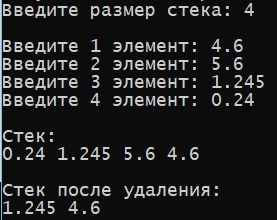 Введите размер стека: 4
Введите 1 элемент: 4.6
Введите 2 элемент: 5.6
Введите 3 элемент: 1.245
Введите 4 элемент: 0.24
Стек:
0.24 1.245 5.6 4.6
Стек после удаления:
1.245 4.6